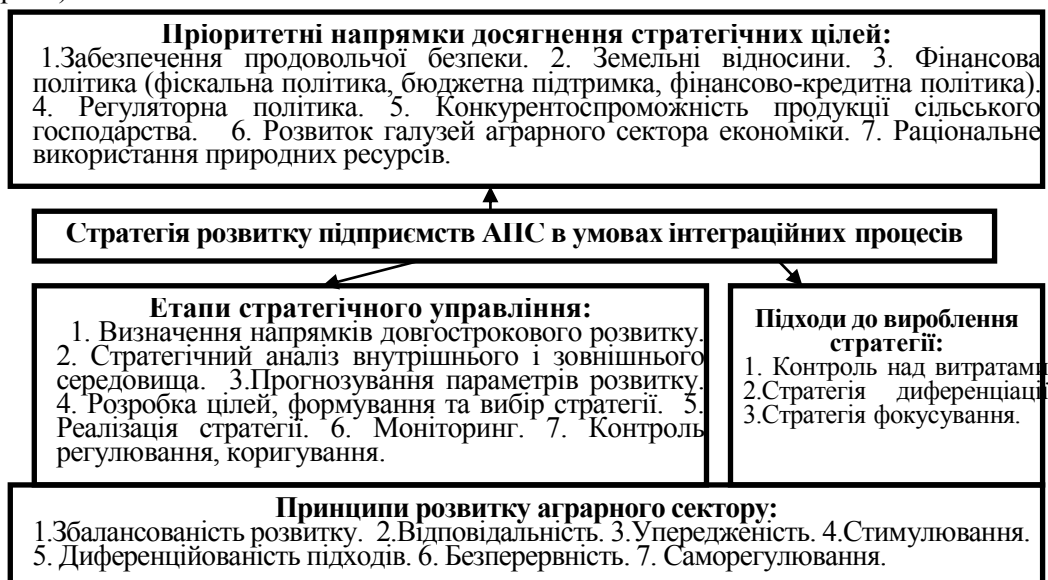 Пріоритетні напрямки досягнення стратегічних цілей:
1.Забезпечення продовольчої безпеки. 2. Земельні відносини. 3. Фінансова
політика (фіскальна політика, бюджетна підтримка, фінансово-кредитна політика).
4. Регуляторна політика. 5. Конкурентоспроможність продукції сільського
господарства. 6. Розвиток галузей аграрного сектора економіки. 7. Раціональне
використання природних ресурсів.
Стратегія розвитку підприємств АПС в умовах інтеграційних процесів
Етапи стратегічного управління:
1. Визначення напрямків довгострокового розвитку.
2. Стратегічний аналіз внутрішнього і зовнішнього
середовища. 3.Прогнозування параметрів розвитку.
4. Розробка цілей, формування та вибір стратегії. 5.
Реалізація стратегії. 6. Моніторинг. 7. Контроль
регулювання, коригування.
Підходи до вироблення
стратегії:
1. Контроль над витратами
2.Стратегія диференціації
3.Стратегія фокусування.
Принципи розвитку аграрного сектору:
1.Збалансованість розвитку. 2.Відповідальність. 3.Упередженість. 4.Стимулювання.
5. Диференційованість підходів. 6. Безперервність. 7. Саморегулювання.